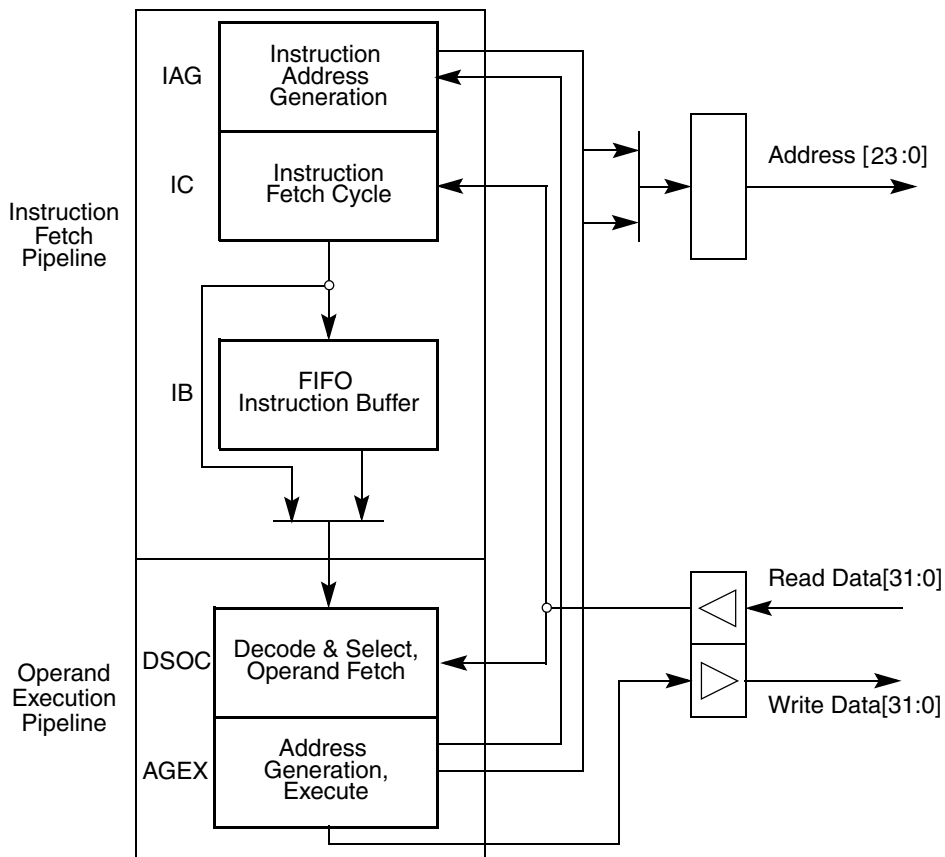 IAG
Instruction
Address
Generation
IC
Instruction
Fetch Cycle
Instruction
Fetch
Pipeline
Address [23:0]
IB
FIFO
Instruction Buffer
Read Data[31:0]
Write Data[31:0]
Operand
Execution
Pipeline
DSOC
Decode & Select,
Operand Fetch
AGEX
Address
Generation,
Execute